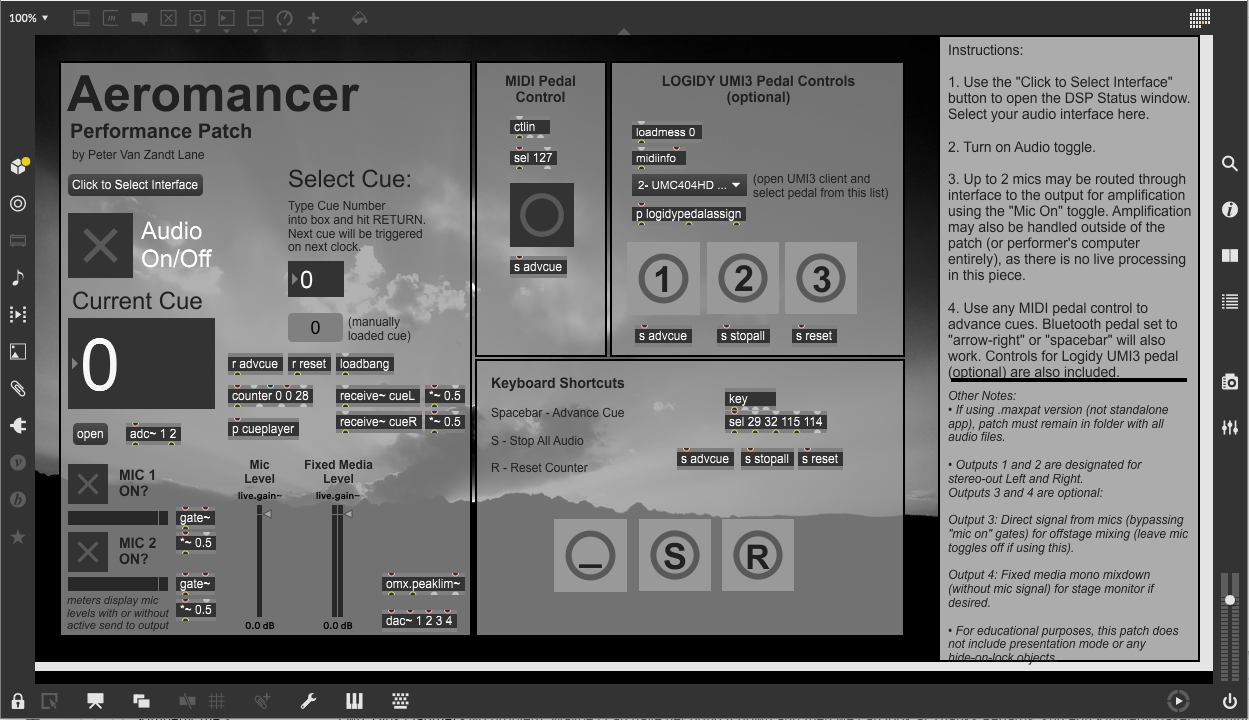 100%
Aeromancer
Performance Patch
by Peter Van Zandt Lane
Click to Select Interface
Audio
On/Off
Current Cue
0
open
adc~ 1 2
Select Cue:
Type Cue Number
into box and hit RETURN.
Next cue will be triggered
on next clock.
0
0
(manually
loaded cue)
r advcue
r reset
loadbang
counter 0 0 28
p cueplayer
receive~ cueL
*~ 0.5
receive~ cueR
*~ 0.5
MIC 1
ON?
gate~
*~ 0.5
MIC 2
ON?
gate~
*~ 0.5
meters display mic
levels with or without
active send to output
Mic
Level
live.gain~
0.0 dB
Fixed Media
Level
live.gain~
0.0 dB
omx.peaklim~
dac~ 1 2 3 4
MIDI Pedal
Control
ctlin
sel 127
s advcue
LOGIDY UMI3 Pedal Controls
(optional)
loadmess 0
midiinfo
2- UMC404HD ...
(open UMI3 client and
select pedal from this list)
p logidypedalassign
1
2
3
s advcue
s stopall
s reset
Keyboard Shortcuts
Spacebar - Advance Cue
S - Stop All Audio
R - Reset Counter
key
sel 29 32 115 114
s advcue
s stopall
s reset
_
S
R
Instructions:
1. Use the "Click to Select Interface"
button to open the DSP Status window.
Select your audio interface here.
2. Turn on Audio toggle.
3. Up to 2 mics may be routed through
interface to the output for amplification
using the "Mic On" toggle. Amplification
may also be handled outside of the
patch (or performer's computer
entirely), as there is no live processing
in this piece.
4. Use any MIDI pedal control to
advance cues. Bluetooth pedal set to
"arrow-right" or "spacebar" will also
work. Controls for Logidy UMI3 pedal
(optional) are also included.
Other Notes:
• If using .maxpat version (not standalone
app), patch must remain in folder with all
audio files.
• Outputs 1 and 2 are designated for
stereo-out Left and Right.
Outputs 3 and 4 are optional:
Output 3: Direct signal from mics (bypassing
"mic on" gates) for offstage mixing (leave mic
toggles off if using this).
Output 4: Fixed media mono mixdown
(without mic signal) for stage monitor if
desired.
• For educational purposes, this patch does
not include presentation mode or any
hide-on-lock objects